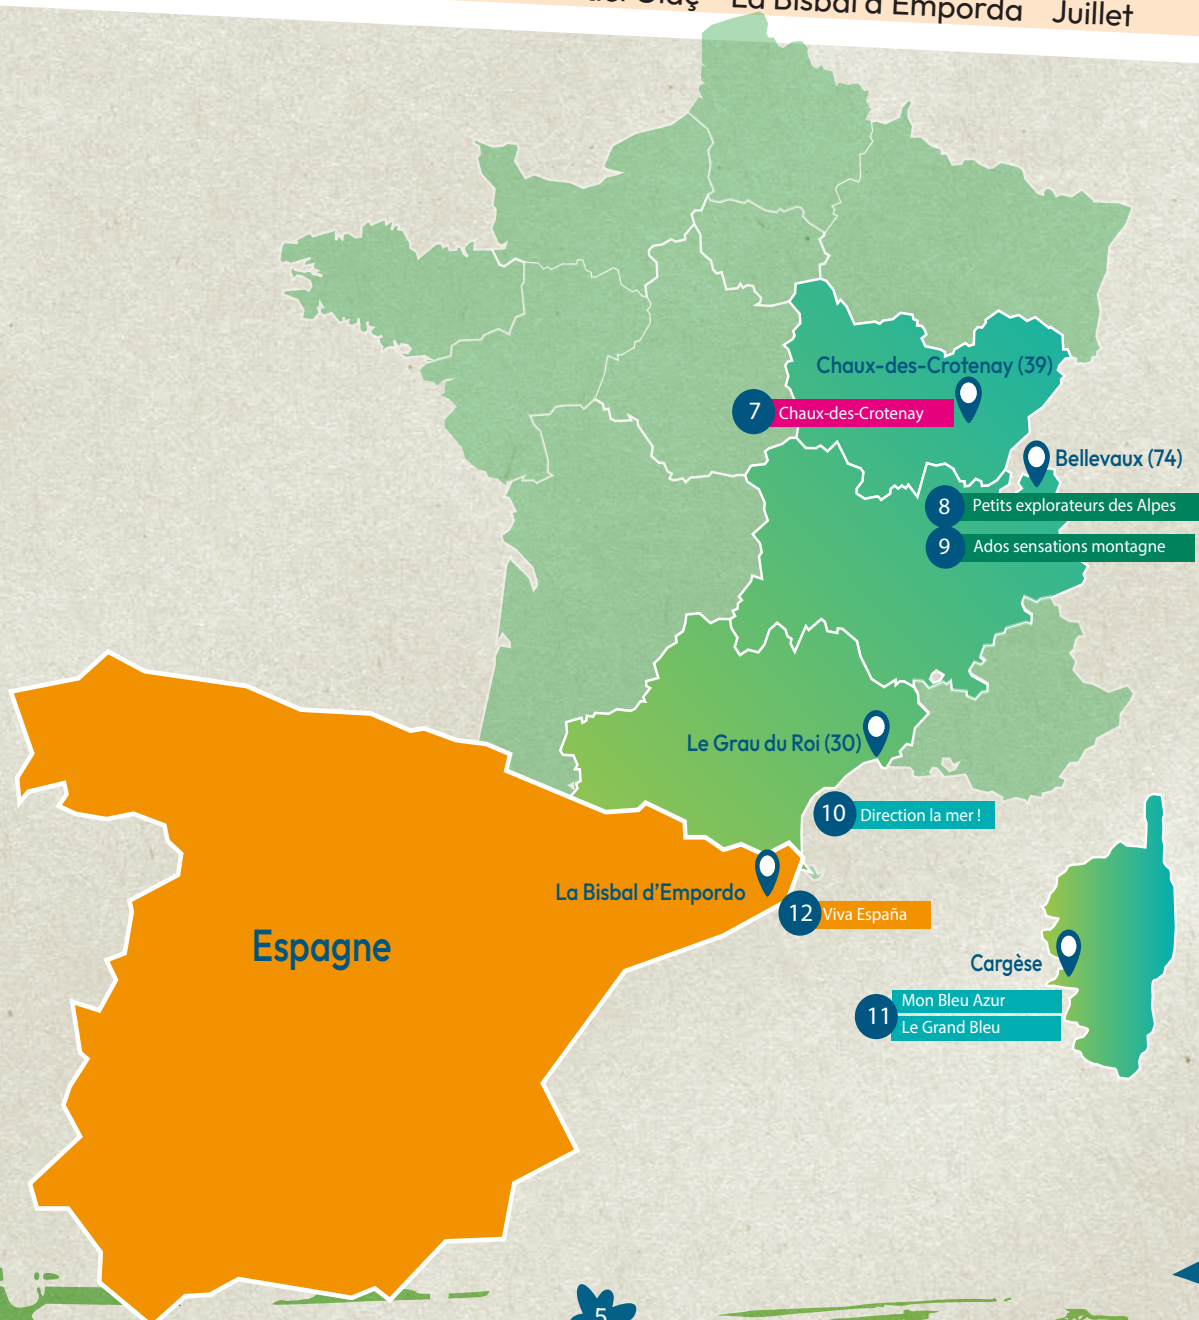 La Bisbal d'Emporda Juillet
Chaux-des-Crotenay (39)
7 Chaux-des-Crotenay
Bellevaux (74)
8 Petits explorateurs des Alpes
9 Ados sensations montagne
Le Grau du Roi (30)
10 Direction la mer !
La Bisbal d'Empordo
12 Viva España
Espagne
Cargèse
11 Mon Bleu Azur
Le Grand Bleu
5